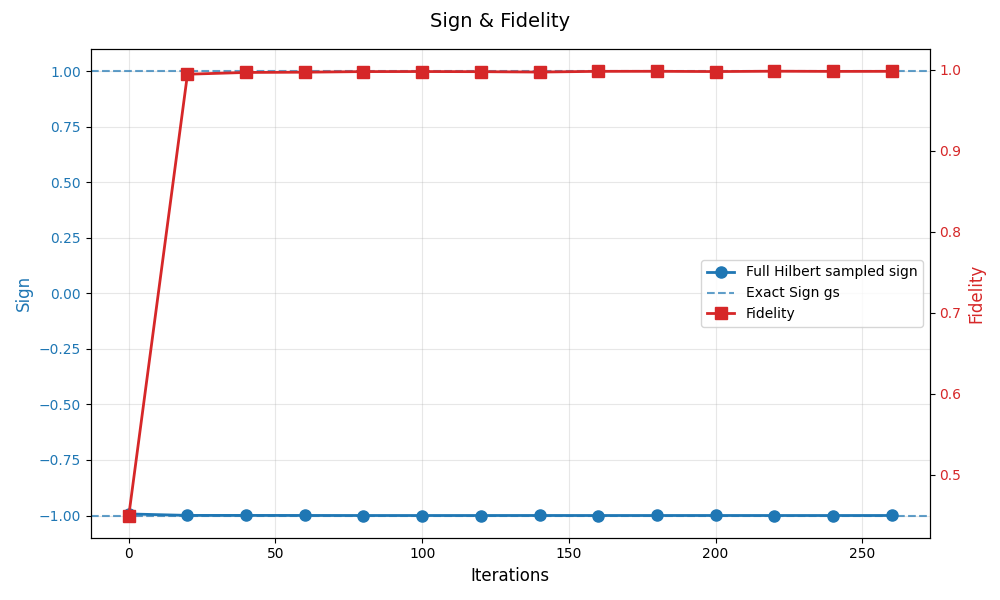 Sign & Fidelity
1.00
0.75
0.50
0.25
0.00
−0.25
−0.50
−0.75
−1.00
Sign
1.0
0.9
0.8
0.7
0.6
0.5
Fidelity
Full Hilbert sampled sign
Exact Sign gs
Fidelity
0 50 100 150 200 250
Iterations